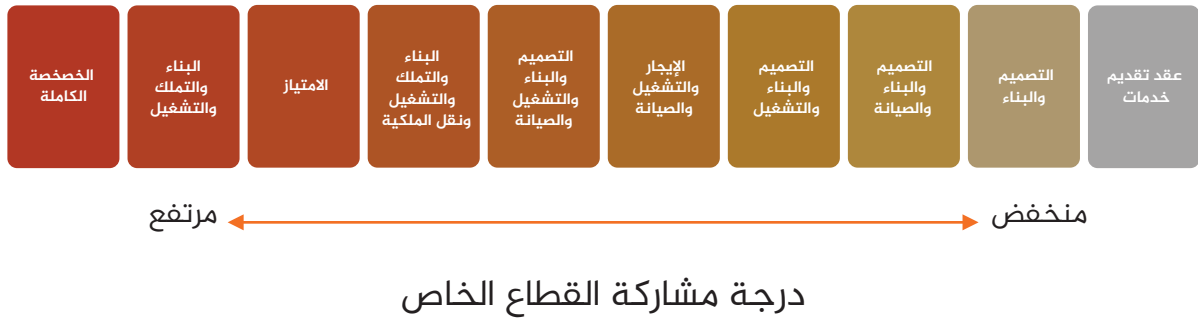 عقد تقديم
خدمات
التصميم
والبناء
التصميم
والبناء
والصيانة
التصميم
والبناء
والتشغيل
الإيجار
والتشغيل
والصيانة
التصميم
والبناء
والتشغيل
والصيانة
البناء
والتملك
والتشغيل
ونقل الملكية
الامتياز
البناء
والتملك
والتشغيل
الخصخصة
الكاملة
منخفض
مرتفع
درجة مشاركة القطاع الخاص